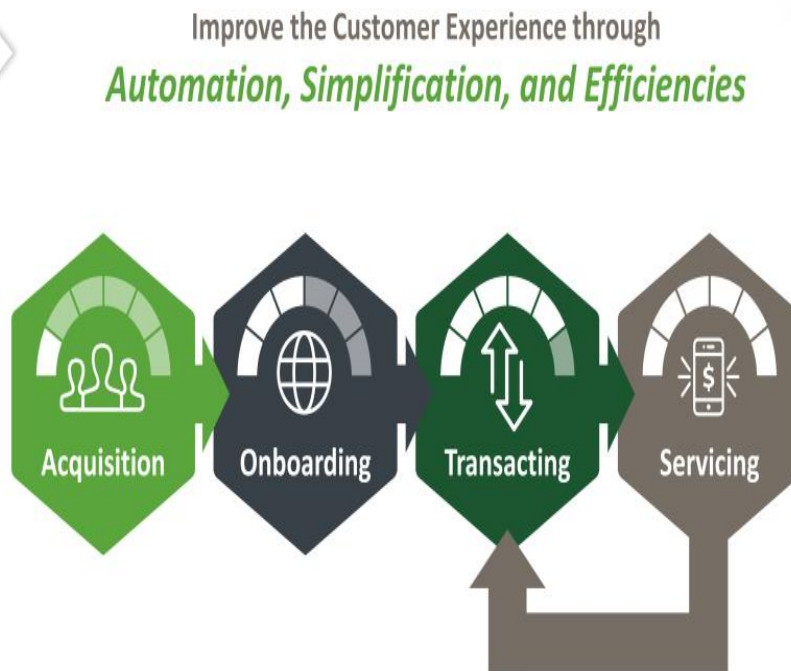 Improve the Customer Experience through
Automation, Simplification, and Efficiencies
Acquisition
Onboarding
Transacting
Servicing
$